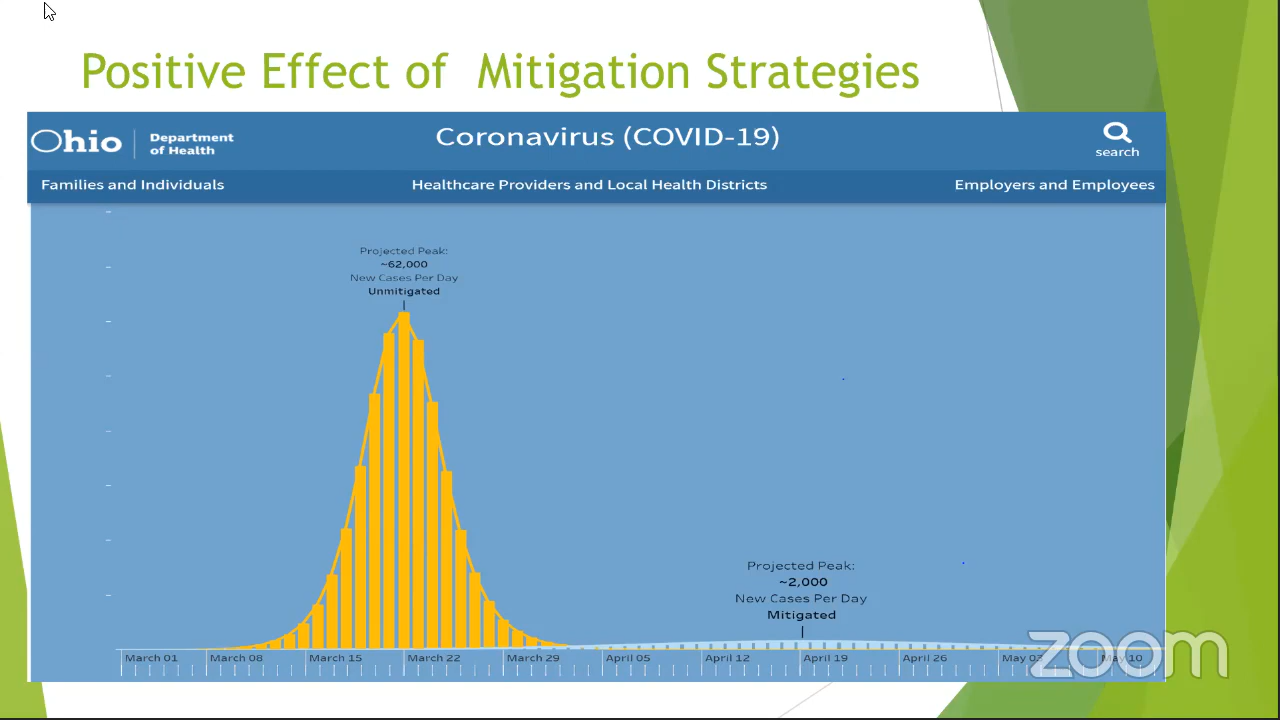 Positive Effect of Mitigation Strategies
Ohio Department of Health
Coronavirus (COVID-19)
search
Families and Individuals
Healthcare Providers and Local Health Districts
Employers and Employees
Projected Peak:
~62,000
New Cases Per Day
Unmitigated
Projected Peak:
~2,000
New Cases Per Day
Mitigated
March 01 March 08 March 15 March 22 March 29 April 05 April 12 April 19 April 26 May 03 May 10
zoom